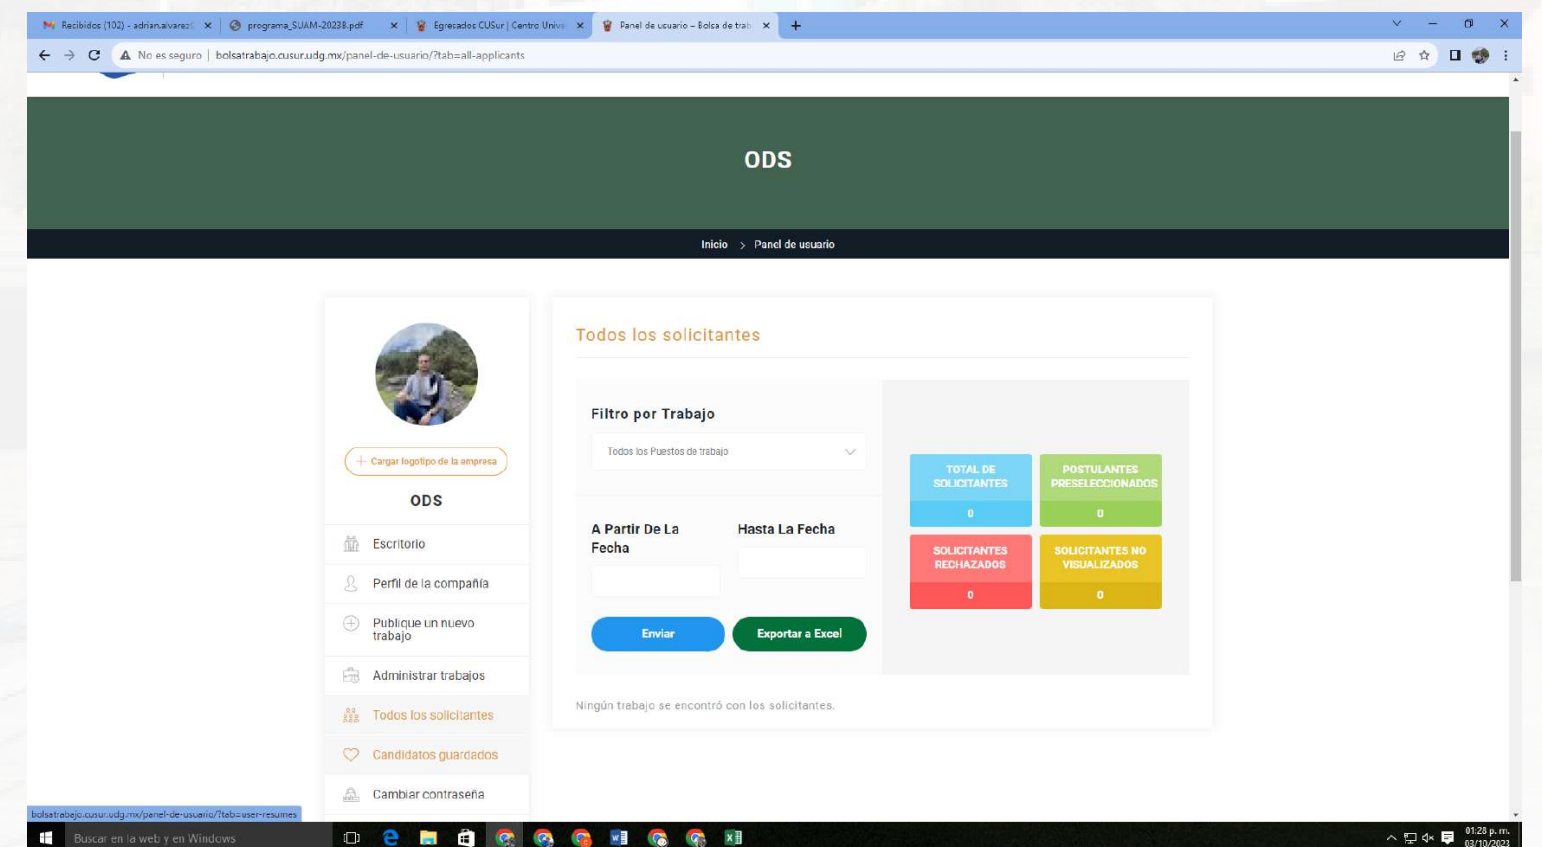 Recibidos (102) - adrian.alvarez
programa_SUAM-2023B.pdf
Egresados CUSur | Centro Unive
Panel de usuario – Bolsa de trab
No es seguro | bolsatrabajo.cusur.udg.mx/panel-de-usuario/?tab=all-applicants
ODS
Inicio > Panel de usuario
+ Cargar logotipo de la empresa
ODS
Escritorio
Perfil de la compañía
Publique un nuevo
trabajo
Administrar trabajos
Todos los solicitantes
Candidatos guardados
Cambiar contraseña
Todos los solicitantes
Filtro por Trabajo
Todos los Puestos de trabajo
A Partir De La
Fecha
Hasta La Fecha
Enviar
Exportar a Excel
TOTAL DE
SOLICITANTES
0
POSTULANTES
PRESELECCIONADOS
0
SOLICITANTES
RECHAZADOS
0
SOLICITANTES NO
VISUALIZADOS
0
Ningún trabajo se encontró con los solicitantes.
bolsatrabajo.cusur.udg.mx/panel-de-usuario/?tab=user-resumes
Buscar en la web y en Windows
01:28 p. m.
03/10/2023